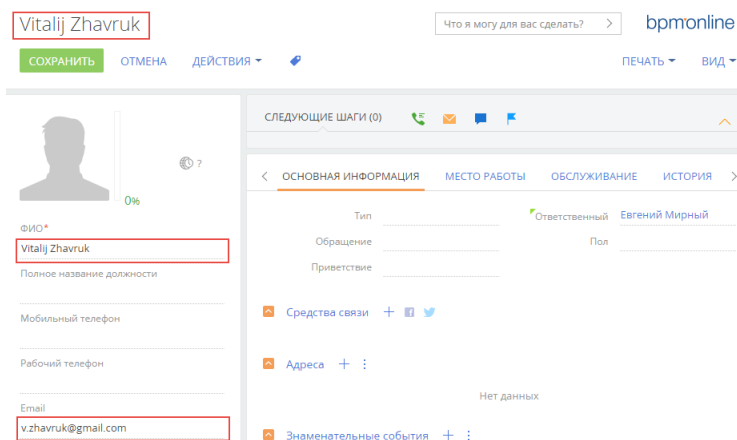 Vitalij Zhavruk
Что я могу для вас сделать? >
bpmonline
СОХРАНИТЬ ОТМЕНА ДЕЙСТВИЯ
ПЕЧАТЬ ВИД
0%
?
ФИО*
Vitalij Zhavruk
Полное название должности
Мобильный телефон
Рабочий телефон
Email
v.zhavruk@gmail.com
СЛЕДУЮЩИЕ ШАГИ (0)
< ОСНОВНАЯ ИНФОРМАЦИЯ МЕСТО РАБОТЫ ОБСЛУЖИВАНИЕ ИСТОРИЯ >
Тип
Ответственный Евгений Мирный
Обращение
Пол
Приветствие
Средства связи +
Адреса +
Нет данных
Знаменательные события +